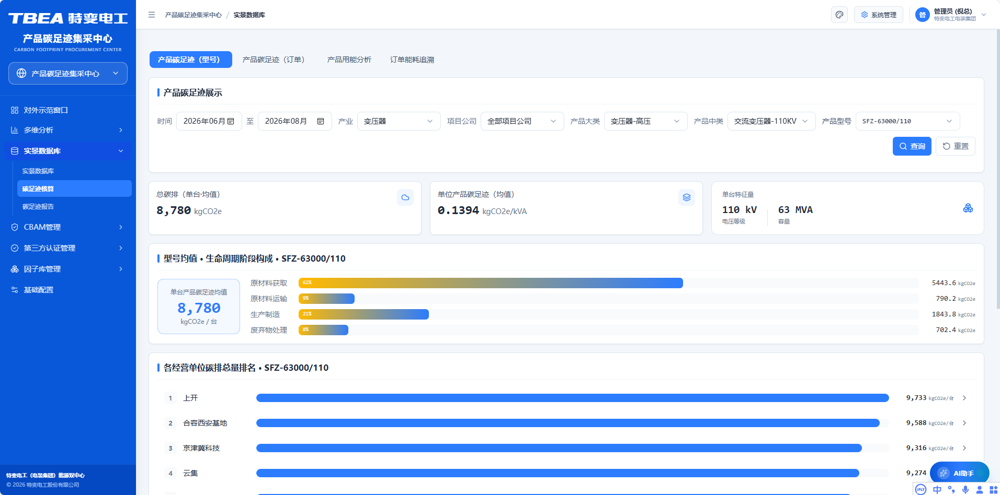 TBEA 特变电工
产品碳足迹集采中心
CARBON FOOTPRINT PROCUREMENT CENTER
产品碳足迹集采中心
对外示范窗口
多维分析
实景数据库
实景数据库
碳足迹核算
碳足迹报告
CBAM管理
第三方认证管理
因子库管理
基础配置
特变电工（电装集团）能源双中心
© 2026 特变电工股份有限公司
产品碳足迹集采中心 / 实景数据库
系统管理
管
管理员 (倪总)
特变电工电装集团
产品碳足迹（型号） 产品碳足迹（订单） 产品用能分析 订单能耗追溯
产品碳足迹展示
时间 2026年06月 至 2026年08月 产业 变压器 项目公司 全部项目公司 产品大类 变压器-高压 产品中类 交流变压器-110KV 产品型号 SFZ-63000/110
查询 重置
总碳排（单台·均值）
8,780 kgCO2e
单位产品碳足迹（均值）
0.1394 kgCO2e/kVA
单台特征量
110 kV 63 MVA
电压等级 容量
型号均值 • 生命周期阶段构成 • SFZ-63000/110
单台产品碳足迹均值
8,780
kgCO2e / 台
原材料获取 62% 5443.6 kgCO2e
原材料运输 9% 790.2 kgCO2e
生产制造 21% 1843.8 kgCO2e
废弃物处理 8% 702.4 kgCO2e
各经营单位碳排总量排名 • SFZ-63000/110
1 上开 9,733 kgCO2e/台
2 合容西安基地 9,588 kgCO2e/台
3 京津冀科技 9,316 kgCO2e/台
4 云集 9,274
AI助手
iFLY 中